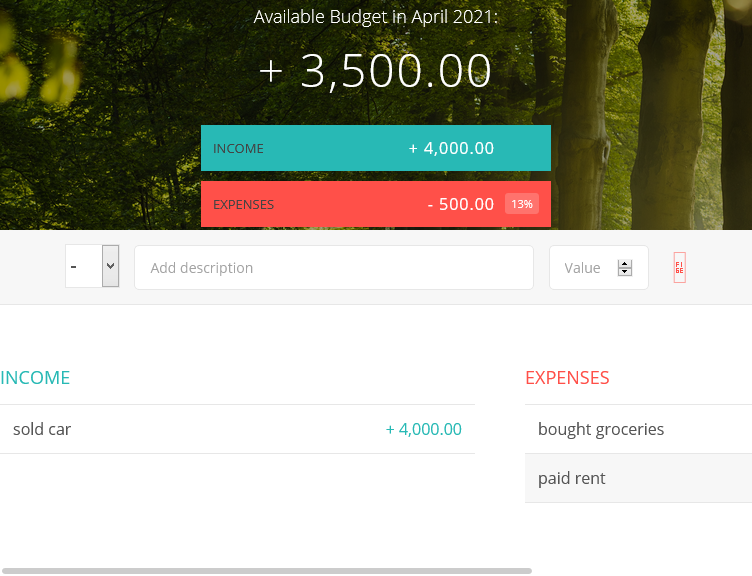 Available Budget in April 2021:
+ 3,500.00
INCOME + 4,000.00
EXPENSES - 500.00 13%
- Add description Value
INCOME
sold car + 4,000.00
EXPENSES
bought groceries
paid rent